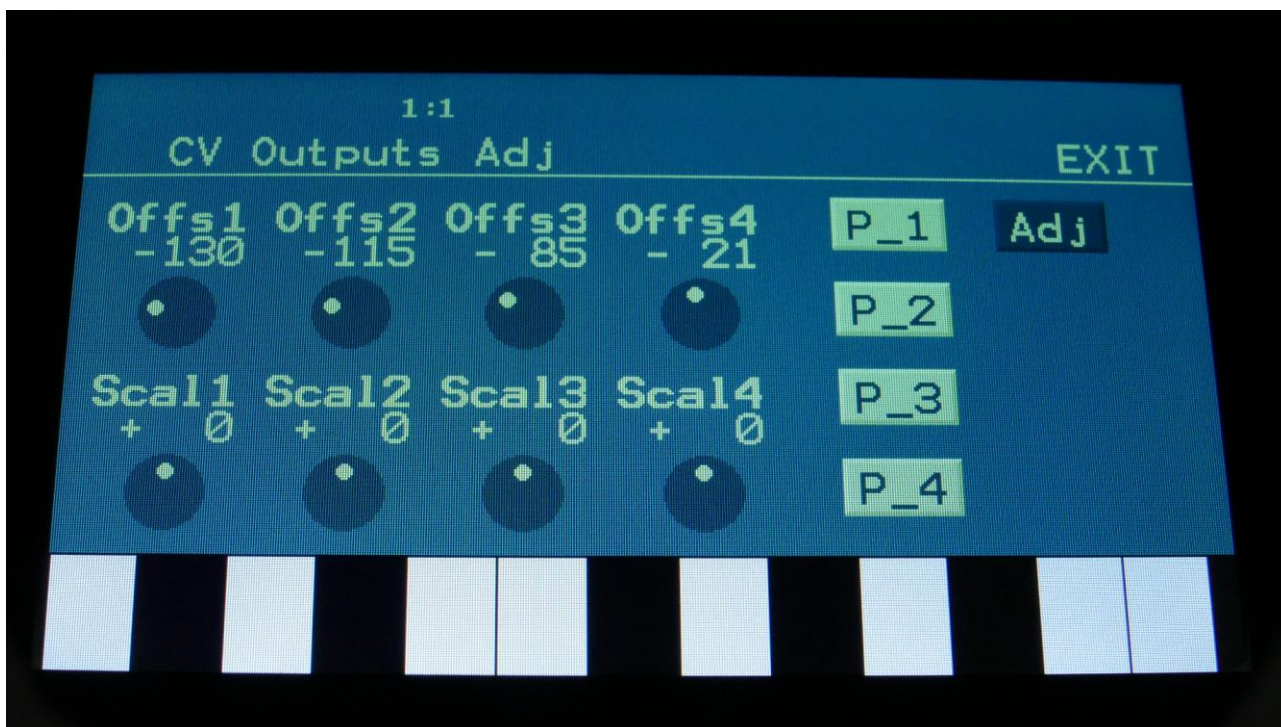 1:1
CV Outputs Adj EXIT
Offs1 Offs2 Offs3 Offs4 P_1 Adj
-130 -115 - 85 - 21
P_2
Scal1 Scal2 Scal3 Scal4 P_3
+ 0 + 0 + 0 + 0
P_4